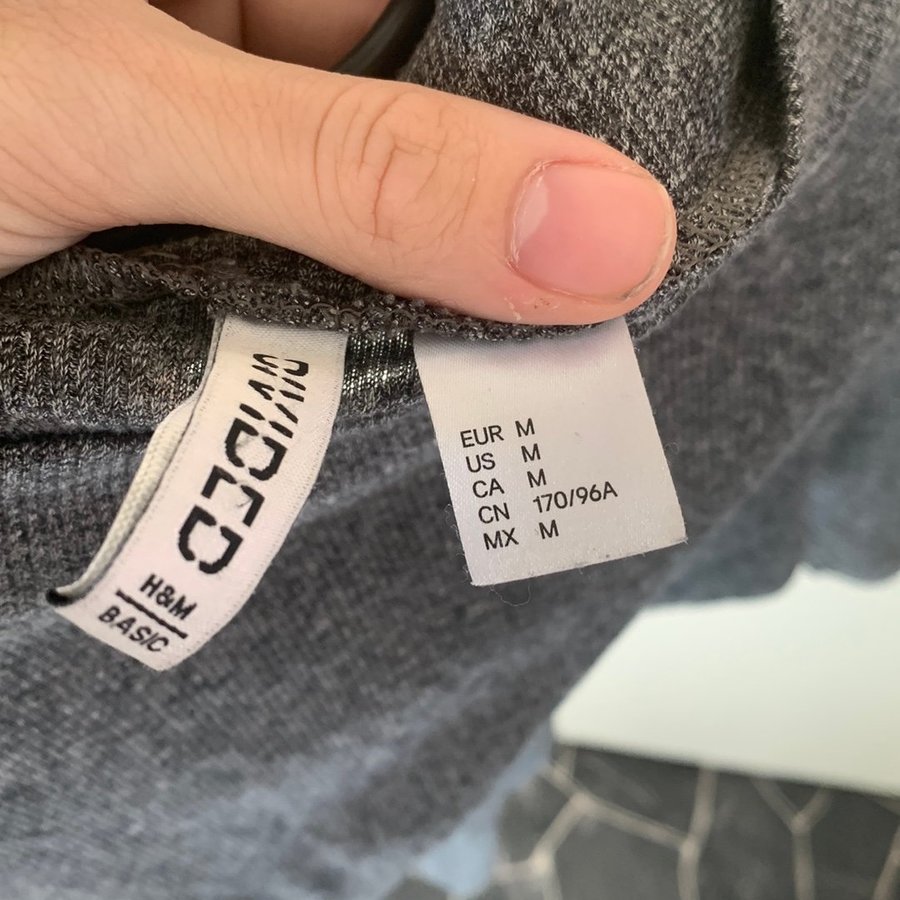 DIVIDED
H&M
BASIC
EUR M
US M
CA M
CN 170/96A
MX M